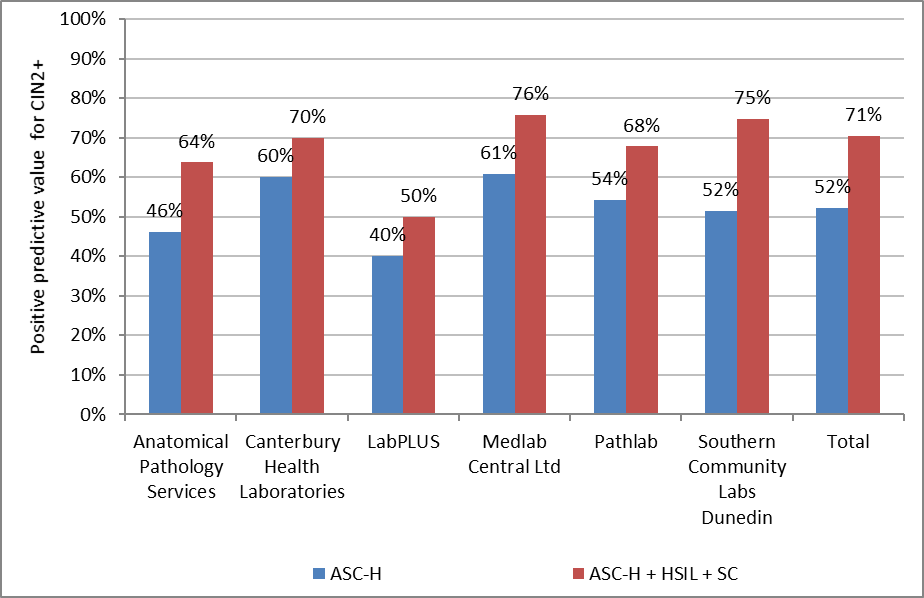 100%
90%
80%
70%
60%
50%
40%
30%
20%
10%
0%
Positive predictive value for CIN2+
46%
64%
60%
70%
40%
50%
61%
76%
54%
68%
52%
75%
52%
71%
Anatomical
Pathology
Services
Canterbury
Health
Laboratories
LabPLUS
Medlab
Central Ltd
Pathlab
Southern
Community
Labs
Dunedin
Total
ASC-H
ASC-H + HSIL + SC